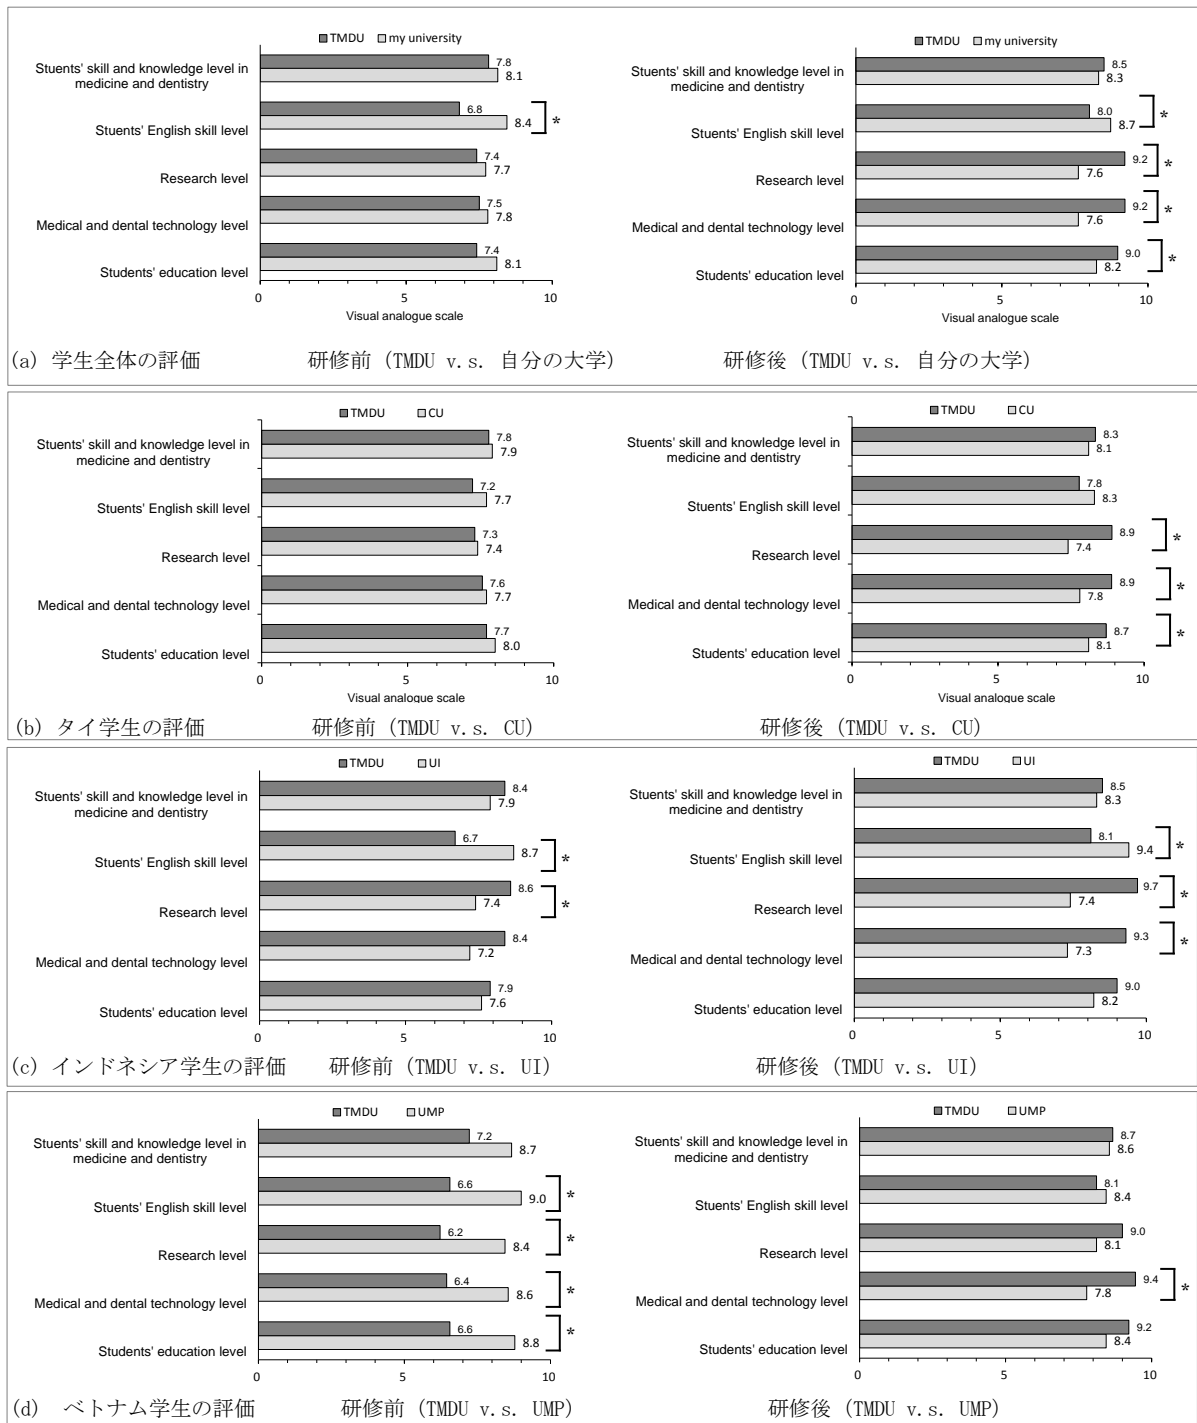 TMDU my university
Stuents' skill and knowledge level in
medicine and dentistry
7.8
8.1
Stuents' English skill level
6.8
8.4
*
Research level
7.4
7.7
Medical and dental technology level
7.5
7.8
Students' education level
7.4
8.1
0 5 10
Visual analogue scale
TMDU my university
Stuents' skill and knowledge level in
medicine and dentistry
8.5
8.3
Stuents' English skill level
8.0
8.7
*
Research level
9.2
7.6
*
Medical and dental technology level
9.2
7.6
*
Students' education level
9.0
8.2
*
0 5 10
Visual analogue scale
(a) 学生全体の評価 研修前 (TMDU v.s. 自分の大学) 研修後 (TMDU v.s. 自分の大学)
TMDU CU
Stuents' skill and knowledge level in
medicine and dentistry
7.8
7.9
Stuents' English skill level
7.2
7.7
Research level
7.3
7.4
Medical and dental technology level
7.6
7.7
Students' education level
7.7
8.0
0 5 10
Visual analogue scale
TMDU CU
Stuents' skill and knowledge level in
medicine and dentistry
8.3
8.1
Stuents' English skill level
7.8
8.3
Research level
8.9
7.4
*
Medical and dental technology level
8.9
7.8
*
Students' education level
8.7
8.1
*
0 5 10
Visual analogue scale
(b) タイ学生の評価 研修前 (TMDU v.s. CU) 研修後 (TMDU v.s. CU)
TMDU UI
Stuents' skill and knowledge level in
medicine and dentistry
8.4
7.9
Stuents' English skill level
6.7
8.7
*
Research level
8.6
7.4
*
Medical and dental technology level
8.4
7.2
Students' education level
7.9
7.6
0 5 10
TMDU UI
Stuents' skill and knowledge level in
medicine and dentistry
8.5
8.3
Stuents' English skill level
8.1
9.4
*
Research level
9.7
7.4
*
Medical and dental technology level
9.3
7.3
*
Students' education level
9.0
8.2
0 5 10
(c) インドネシア学生の評価 研修前 (TMDU v.s. UI) 研修後 (TMDU v.s. UI)
TMDU UMP
Stuents' skill and knowledge level in
medicine and dentistry
7.2
8.7
Stuents' English skill level
6.6
9.0
*
Research level
6.2
8.4
*
Medical and dental technology level
6.4
8.6
*
Students' education level
6.6
8.8
*
0 5 10
TMDU UMP
Stuents' skill and knowledge level in
medicine and dentistry
8.7
8.6
Stuents' English skill level
8.1
8.4
Research level
9.0
8.1
Medical and dental technology level
9.4
7.8
*
Students' education level
9.2
8.4
0 5 10
(d) ベトナム学生の評価 研修前 (TMDU v.s. UMP) 研修後 (TMDU v.s. UMP)